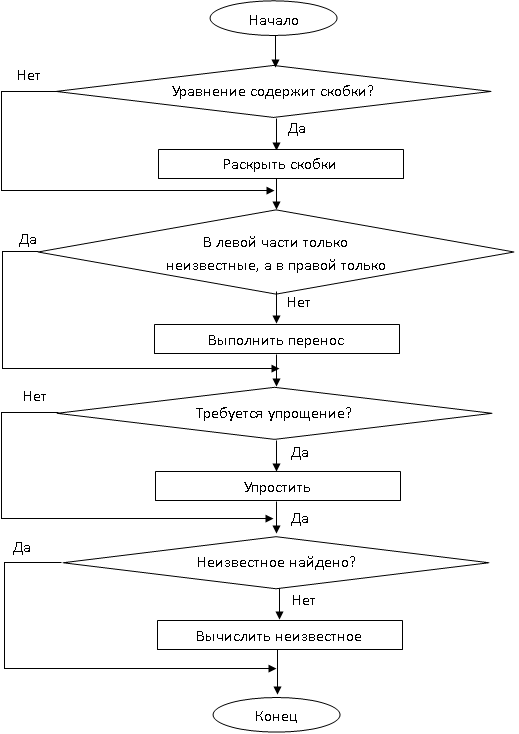 Начало
Нет
Уравнение содержит скобки?
Да
Раскрыть скобки
Да
В левой части только
неизвестные, а в правой только
Нет
Выполнить перенос
Нет
Требуется упрощение?
Да
Упростить
Да
Да
Неизвестное найдено?
Нет
Вычислить неизвестное
Конец